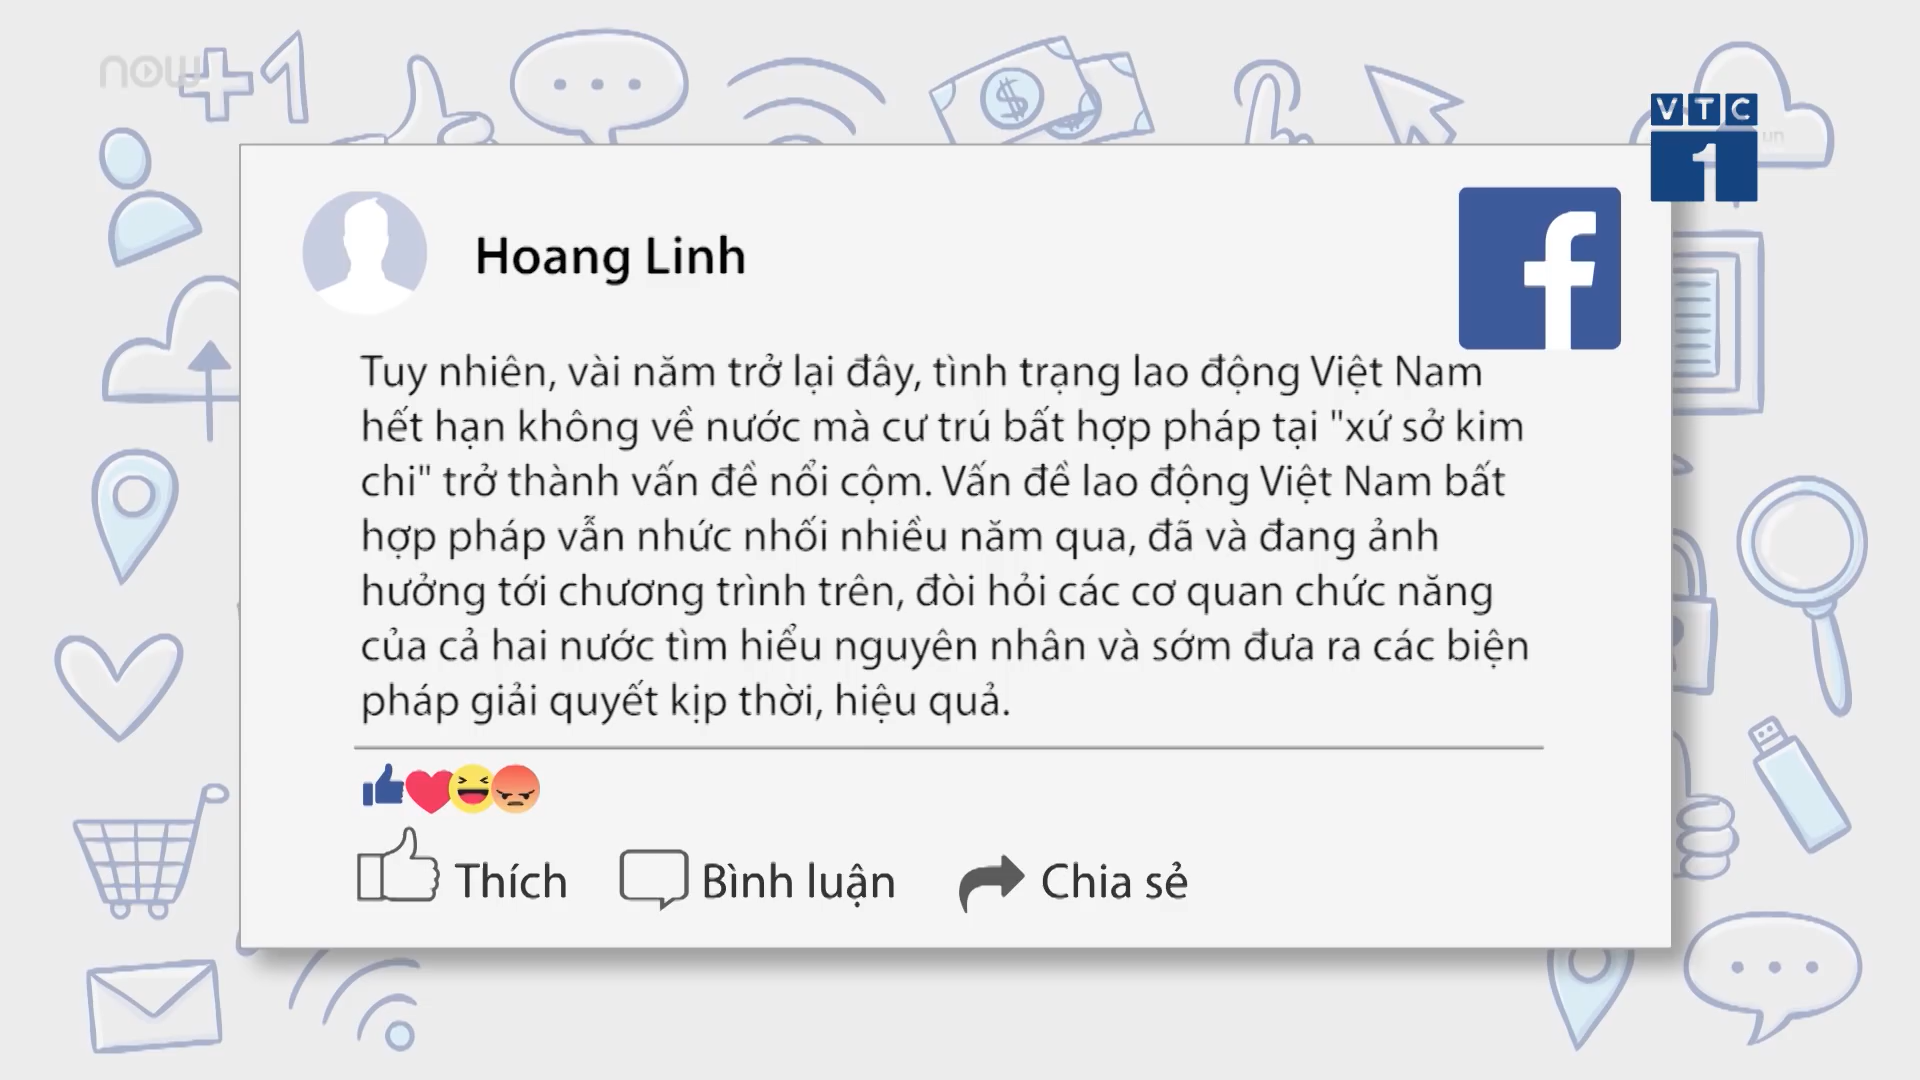 now
+1
VTC
1
Hoang Linh
f
Tuy nhiên, vài năm trở lại đây, tình trạng lao động Việt Nam
hết hạn không về nước mà cư trú bất hợp pháp tại "xứ sở kim
chi" trở thành vấn đề nổi cộm. Vấn đề lao động Việt Nam bất
hợp pháp vẫn nhức nhối nhiều năm qua, đã và đang ảnh
hưởng tới chương trình trên, đòi hỏi các cơ quan chức năng
của cả hai nước tìm hiểu nguyên nhân và sớm đưa ra các biện
pháp giải quyết kịp thời, hiệu quả.
Thích Bình luận Chia sẻ